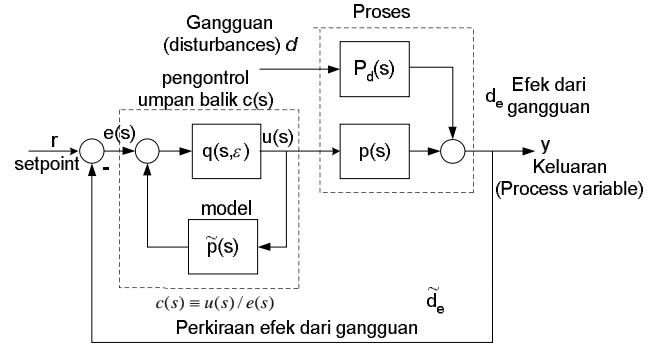 Gangguan
(disturbances) d
Proses
P_d(s)
pengontrol
umpan balik c(s)
d_e Efek dari
gangguan
r
setpoint
-
e(s)
q(s,ε)
u(s)
p(s)
y
Keluaran
(Process variable)
model
p̃(s)
c(s) ≡ u(s) / e(s)
d̃_e
Perkiraan efek dari gangguan